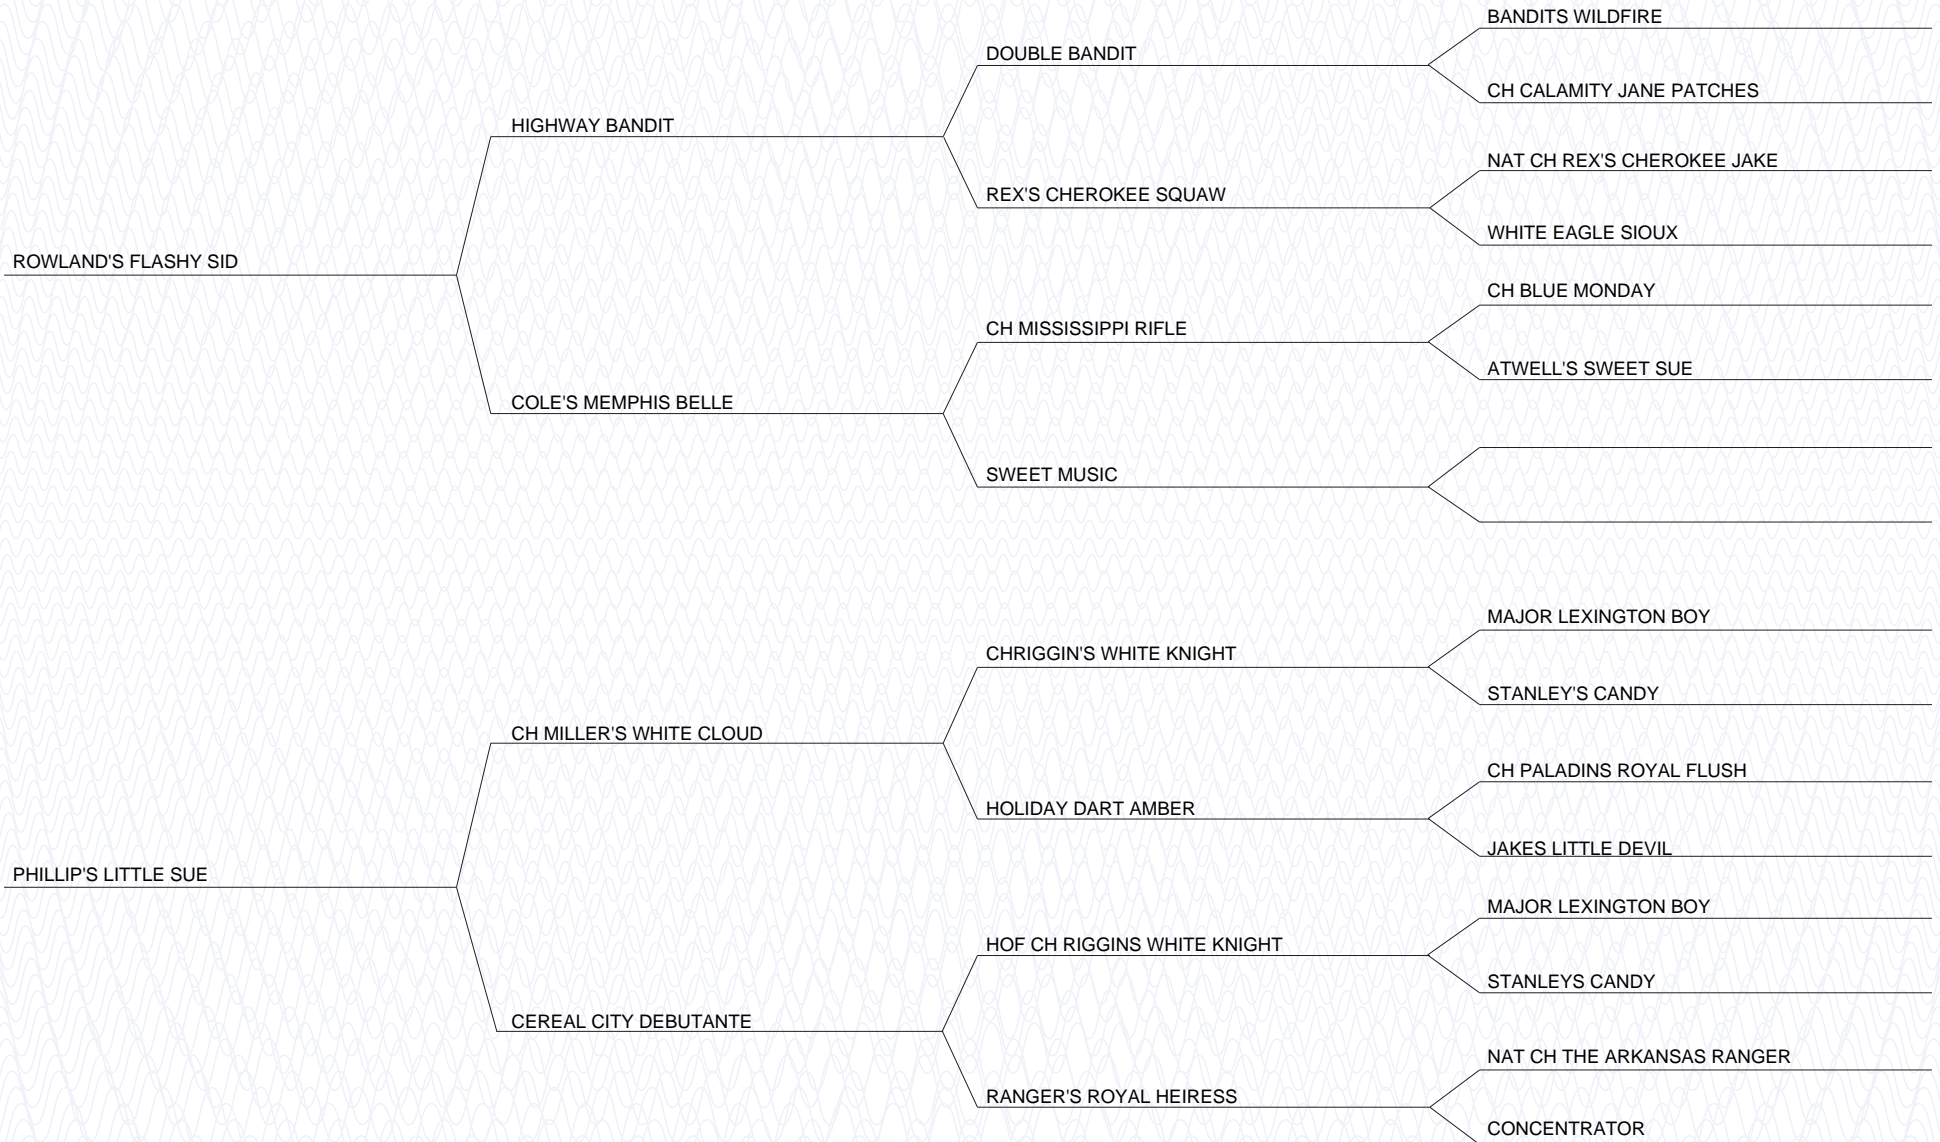 BANDITS WILDFIRE
DOUBLE BANDIT
CH CALAMITY JANE PATCHES
HIGHWAY BANDIT
NAT CH REX'S CHEROKEE JAKE
REX'S CHEROKEE SQUAW
WHITE EAGLE SIOUX
ROWLAND'S FLASHY SID
CH BLUE MONDAY
CH MISSISSIPPI RIFLE
ATWELL'S SWEET SUE
COLE'S MEMPHIS BELLE
SWEET MUSIC
MAJOR LEXINGTON BOY
CHRIGGIN'S WHITE KNIGHT
STANLEY'S CANDY
CH MILLER'S WHITE CLOUD
CH PALADINS ROYAL FLUSH
HOLIDAY DART AMBER
JAKES LITTLE DEVIL
PHILLIP'S LITTLE SUE
MAJOR LEXINGTON BOY
HOF CH RIGGINS WHITE KNIGHT
STANLEYS CANDY
CEREAL CITY DEBUTANTE
NAT CH THE ARKANSAS RANGER
RANGER'S ROYAL HEIRESS
CONCENTRATOR